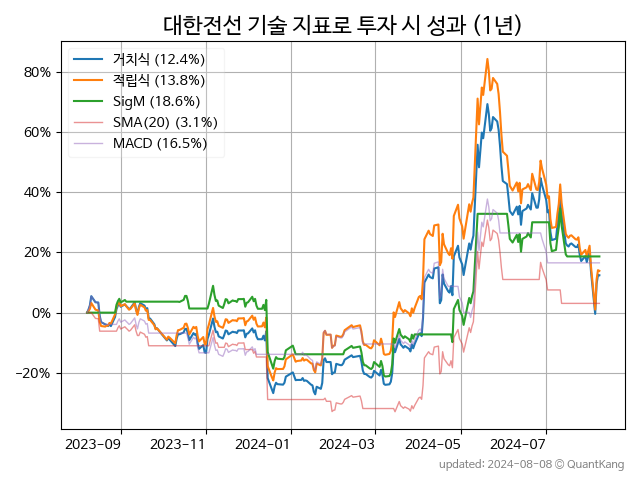 대한전선 기술 지표로 투자 시 성과 (1년)
거치식 (12.4%)
적립식 (13.8%)
SigM (18.6%)
SMA(20) (3.1%)
MACD (16.5%)
80%
60%
40%
20%
0%
−20%
2023-09 2023-11 2024-01 2024-03 2024-05 2024-07
updated: 2024-08-08 © QuantKang